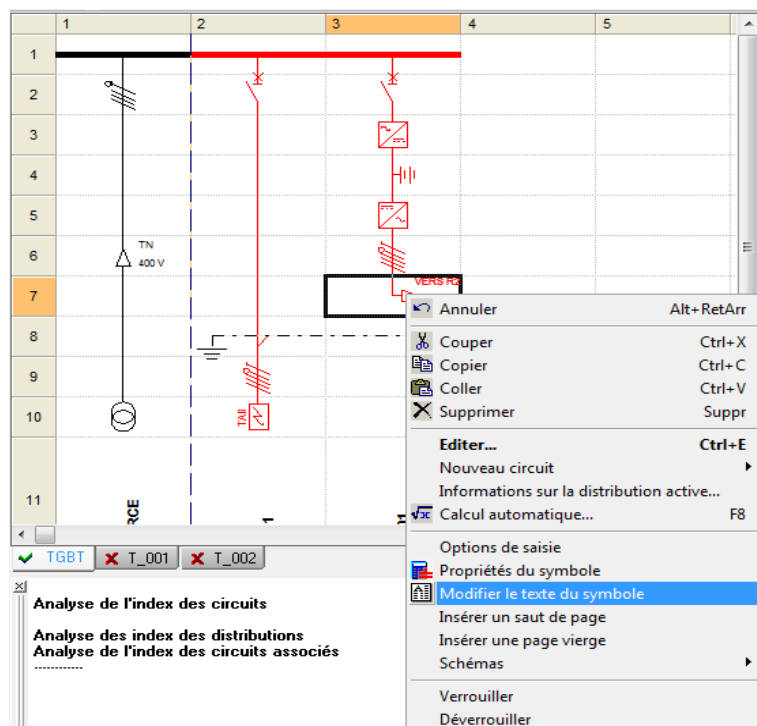 1 2 3 4 5
1
2
3
4
5
6
7
8
9
10
11
TN
400 V
VERS R2
TAB
RCE
1
TGBT T_001 T_002
Analyse de l'index des circuits
Analyse des index des distributions
Analyse de l'index des circuits associés
------------
Annuler Alt+RetArr
Couper Ctrl+X
Copier Ctrl+C
Coller Ctrl+V
Supprimer Suppr
Editer... Ctrl+E
Nouveau circuit
Informations sur la distribution active...
Calcul automatique... F8
Options de saisie
Propriétés du symbole
Modifier le texte du symbole
Insérer un saut de page
Insérer une page vierge
Schémas
Verrouiller
Déverrouiller